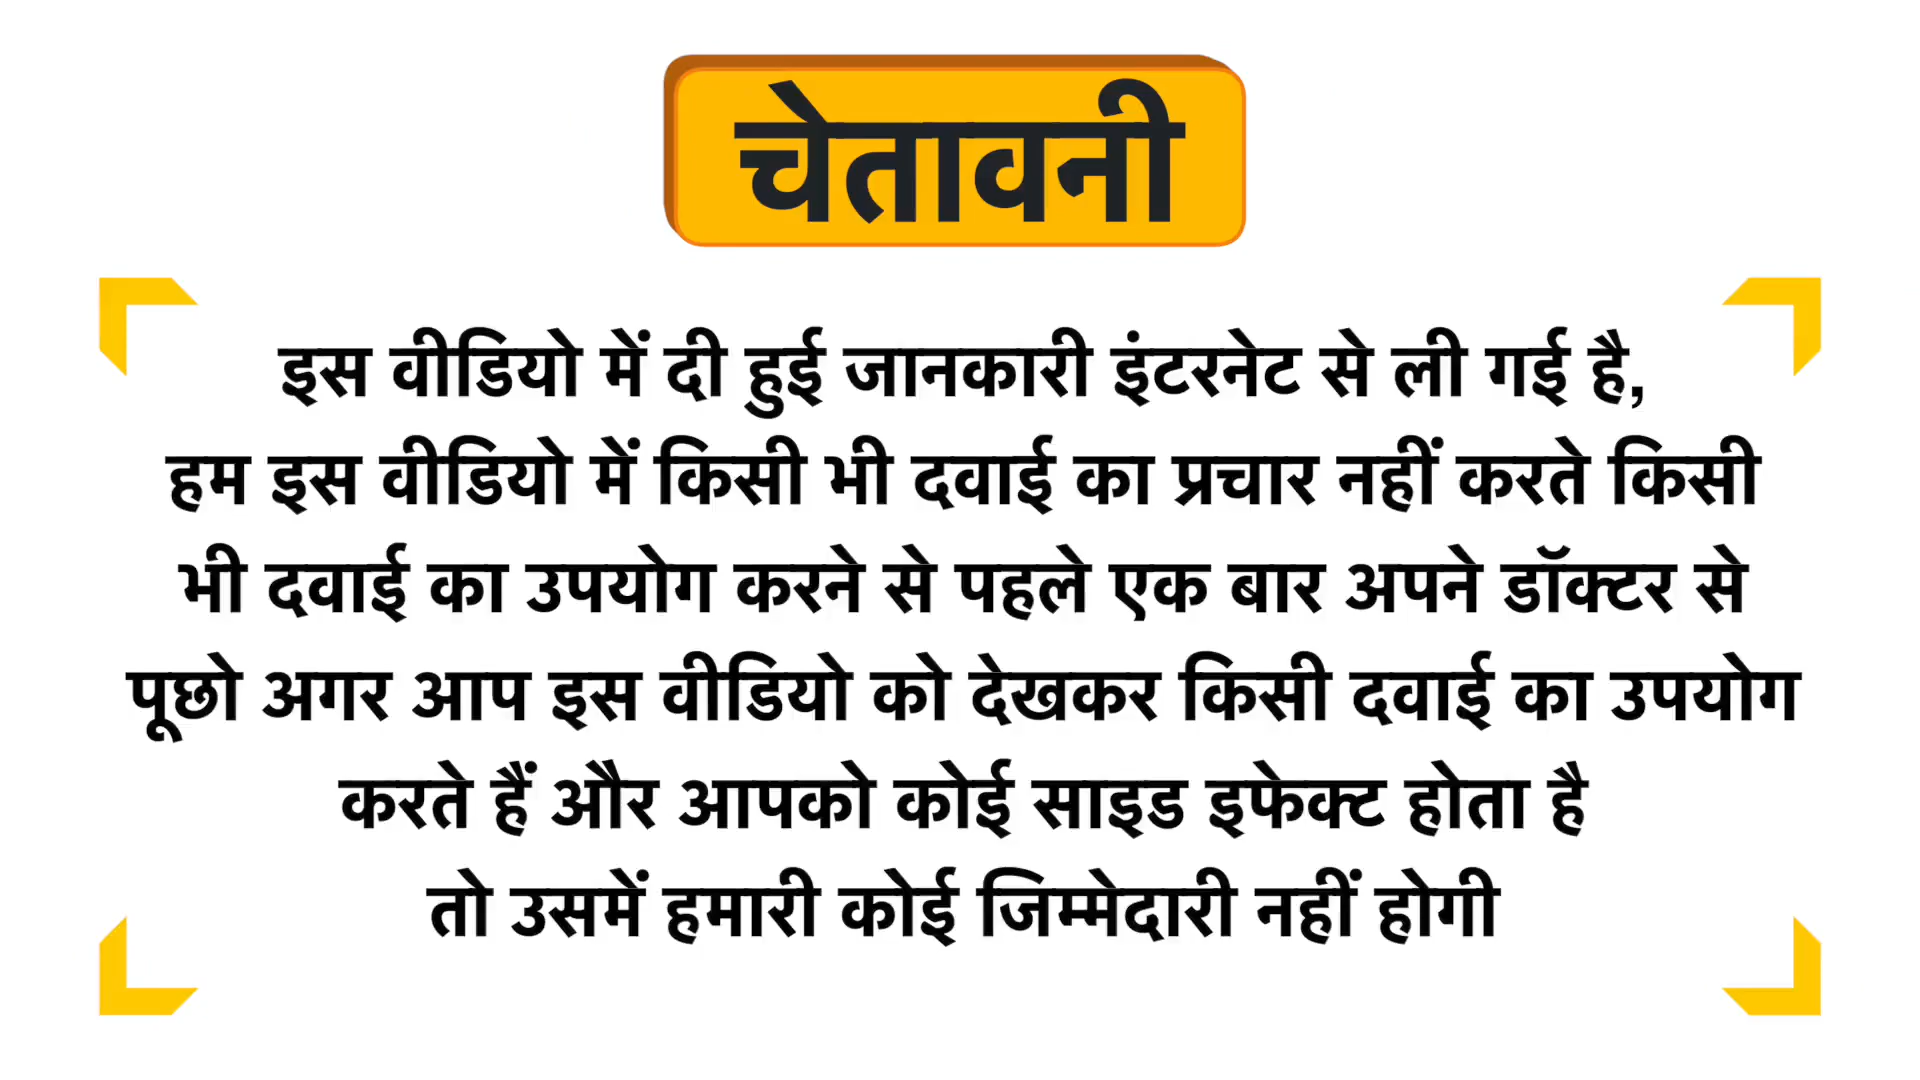 चेतावनी
इस वीडियो में दी हुई जानकारी इंटरनेट से ली गई है,
हम इस वीडियो में किसी भी दवाई का प्रचार नहीं करते किसी
भी दवाई का उपयोग करने से पहले एक बार अपने डॉक्टर से
पूछो अगर आप इस वीडियो को देखकर किसी दवाई का उपयोग
करते हैं और आपको कोई साइड इफेक्ट होता है
तो उसमें हमारी कोई जिम्मेदारी नहीं होगी